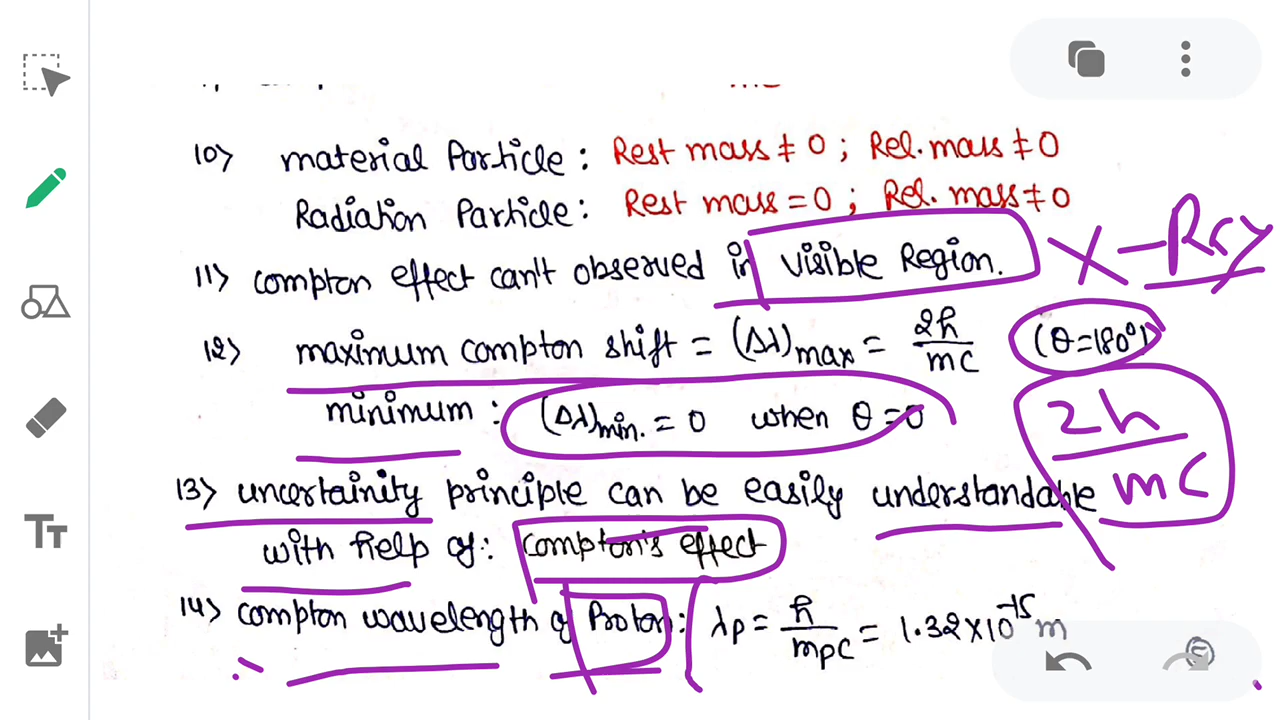 10> material Particle: Rest mass ≠ 0 ; Rel. mass ≠ 0
Radiation Particle: Rest mass = 0 ; Rel. mass ≠ 0
11> compton effect can't observed in visible Region. X-Ray
12> maximum compton shift = (Δλ)max = 2h/mc (θ=180°)
minimum: (Δλ)min. = 0 when θ=0
2h/mc
13> uncertainity principle can be easily understandable
with help of: compton's effect
14> compton wavelength of Proton: λp = h/mpc = 1.32×10^-15 m
5
Tт